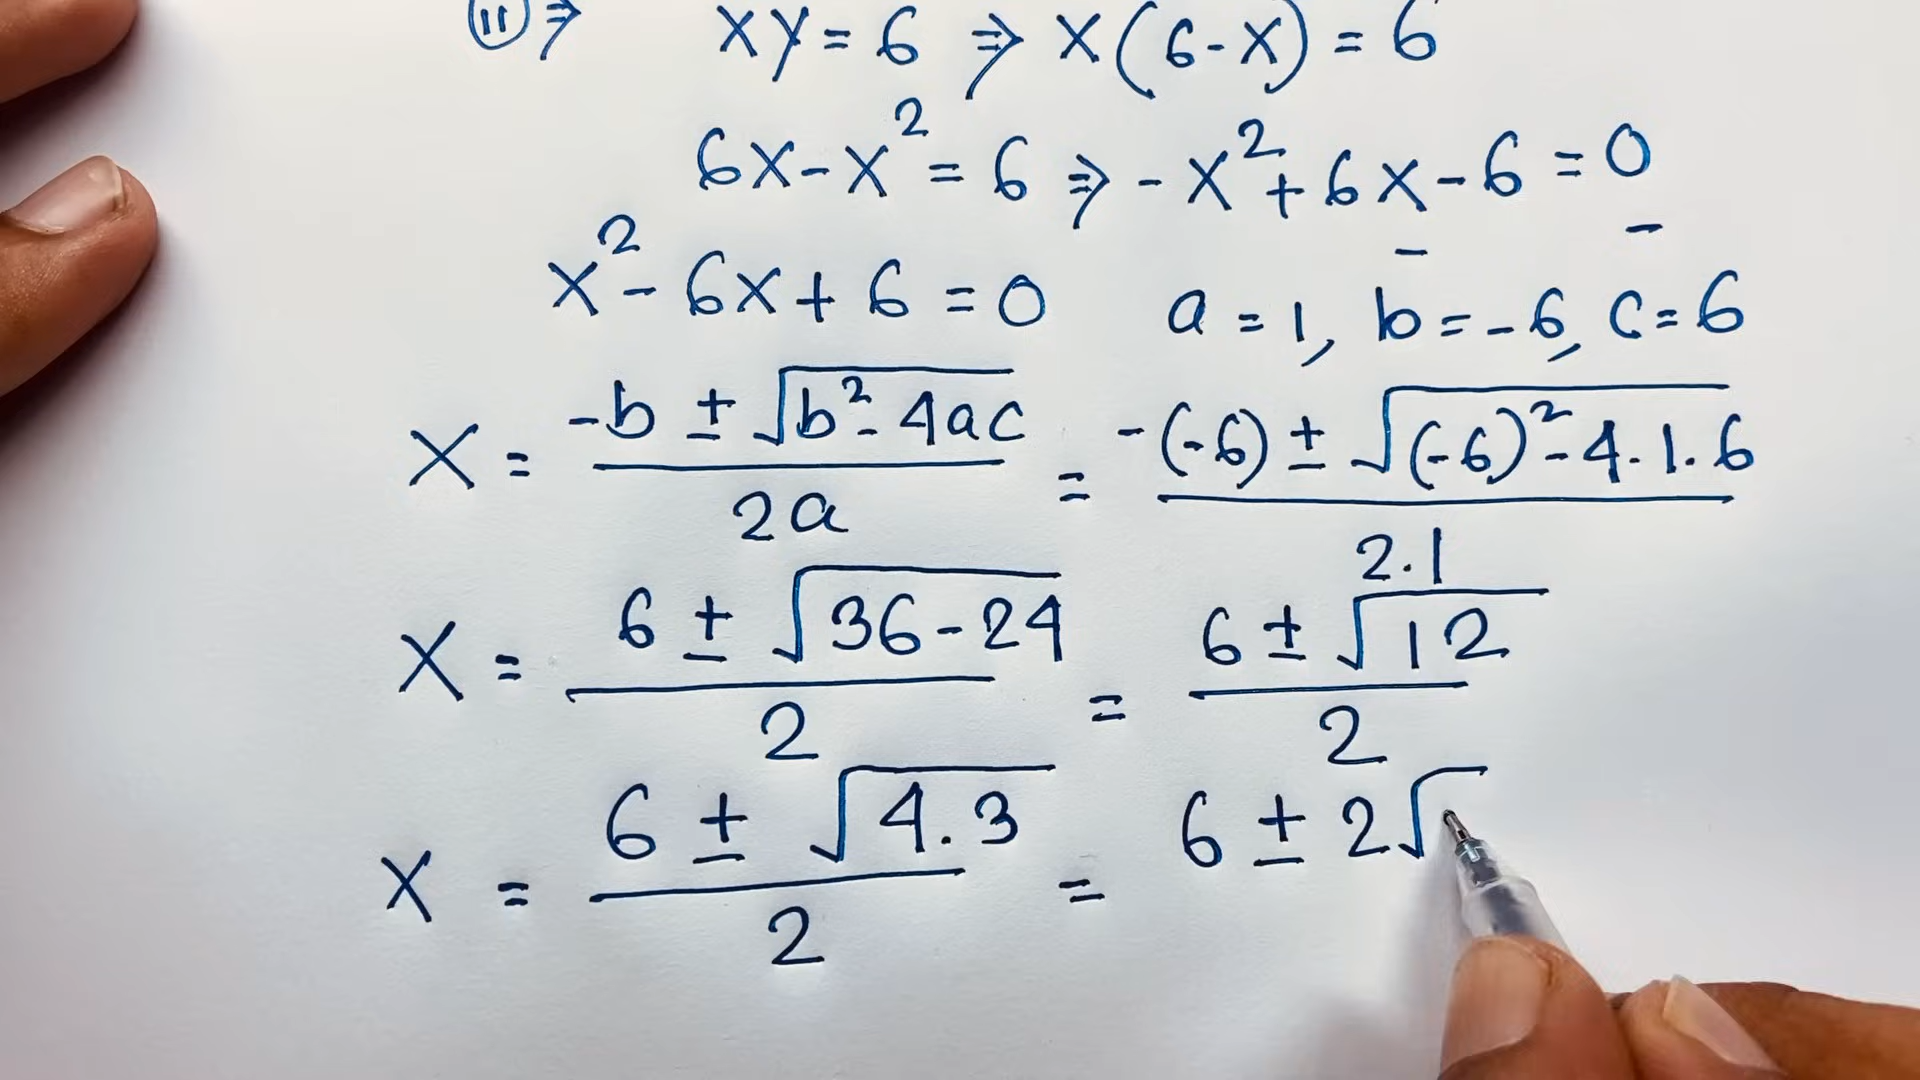 (ii) ⇒ xy = 6 ⇒ x(6-x) = 6
6x - x² = 6 ⇒ -x² + 6x - 6 = 0
- -
x² - 6x + 6 = 0 a = 1, b = -6, c = 6
x = (-b ± √(b² - 4ac))/(2a) = (-(-6) ± √((-6)² - 4.1.6))/(2.1)
x = (6 ± √(36-24))/2 = (6 ± √12)/2
x = (6 ± √(4.3))/2 = 6 ± 2√